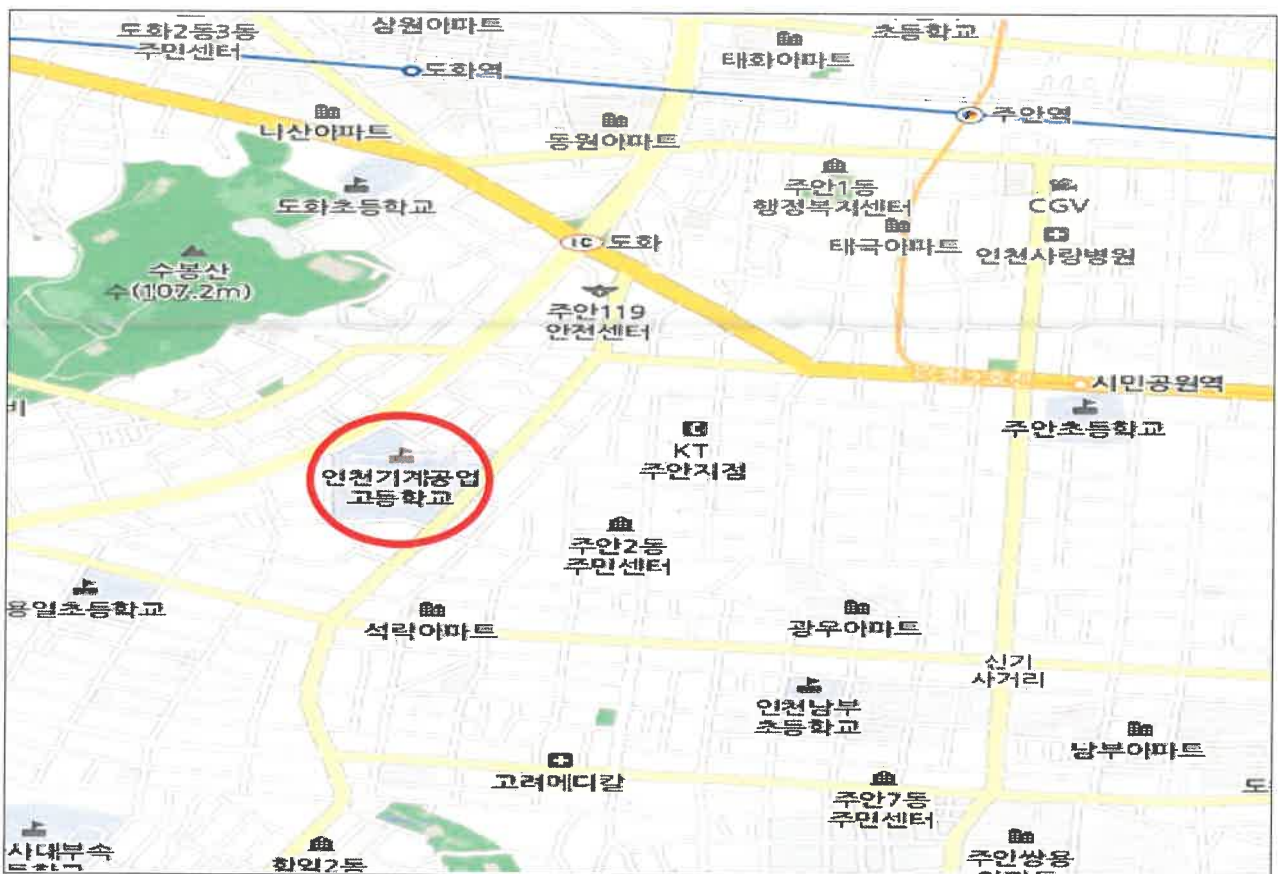 상원아파트
도화2동3동
주민센터
초등학교
태화아파트
도화역
주안역
니산아파트
동원아파트
주안1동
행정복지센터
CGV
도화초등학교
태국아파트
인천사랑병원
IC 도화
수봉산
수(107.2m)
주안119
안전센터
시민공원역
비
주안초등학교
KT
주안지점
인천기계공업
고등학교
주안2동
주민센터
용일초등학교
석락아파트
광우아파트
신기
사거리
인천남부
초등학교
남부아파트
고려메디칼
주안7동
주민센터
도
사대부속
학익2동
주안쌍용